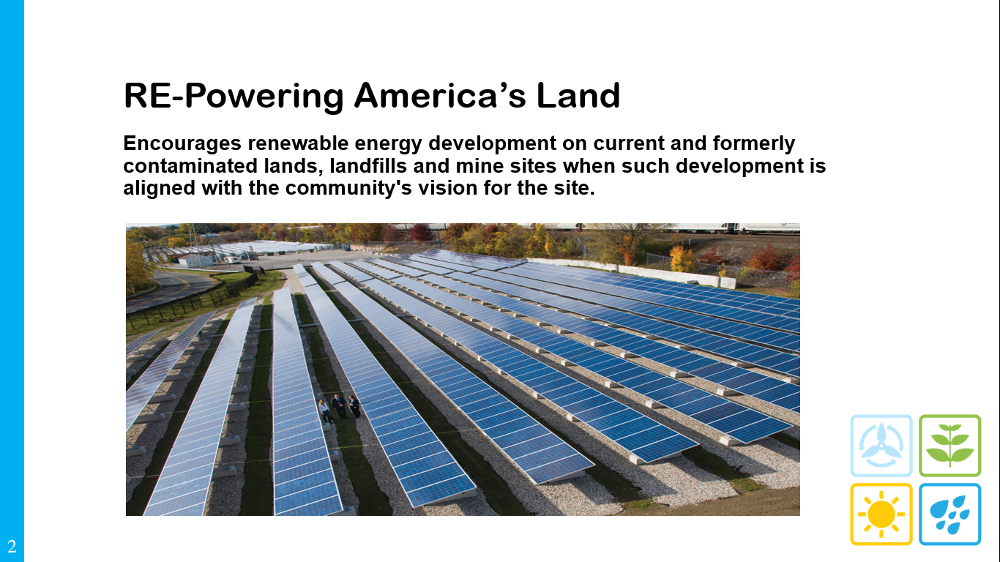 RE-Powering America’s Land
Encourages renewable energy development on current and formerly
contaminated lands, landfills and mine sites when such development is
aligned with the community's vision for the site.
2